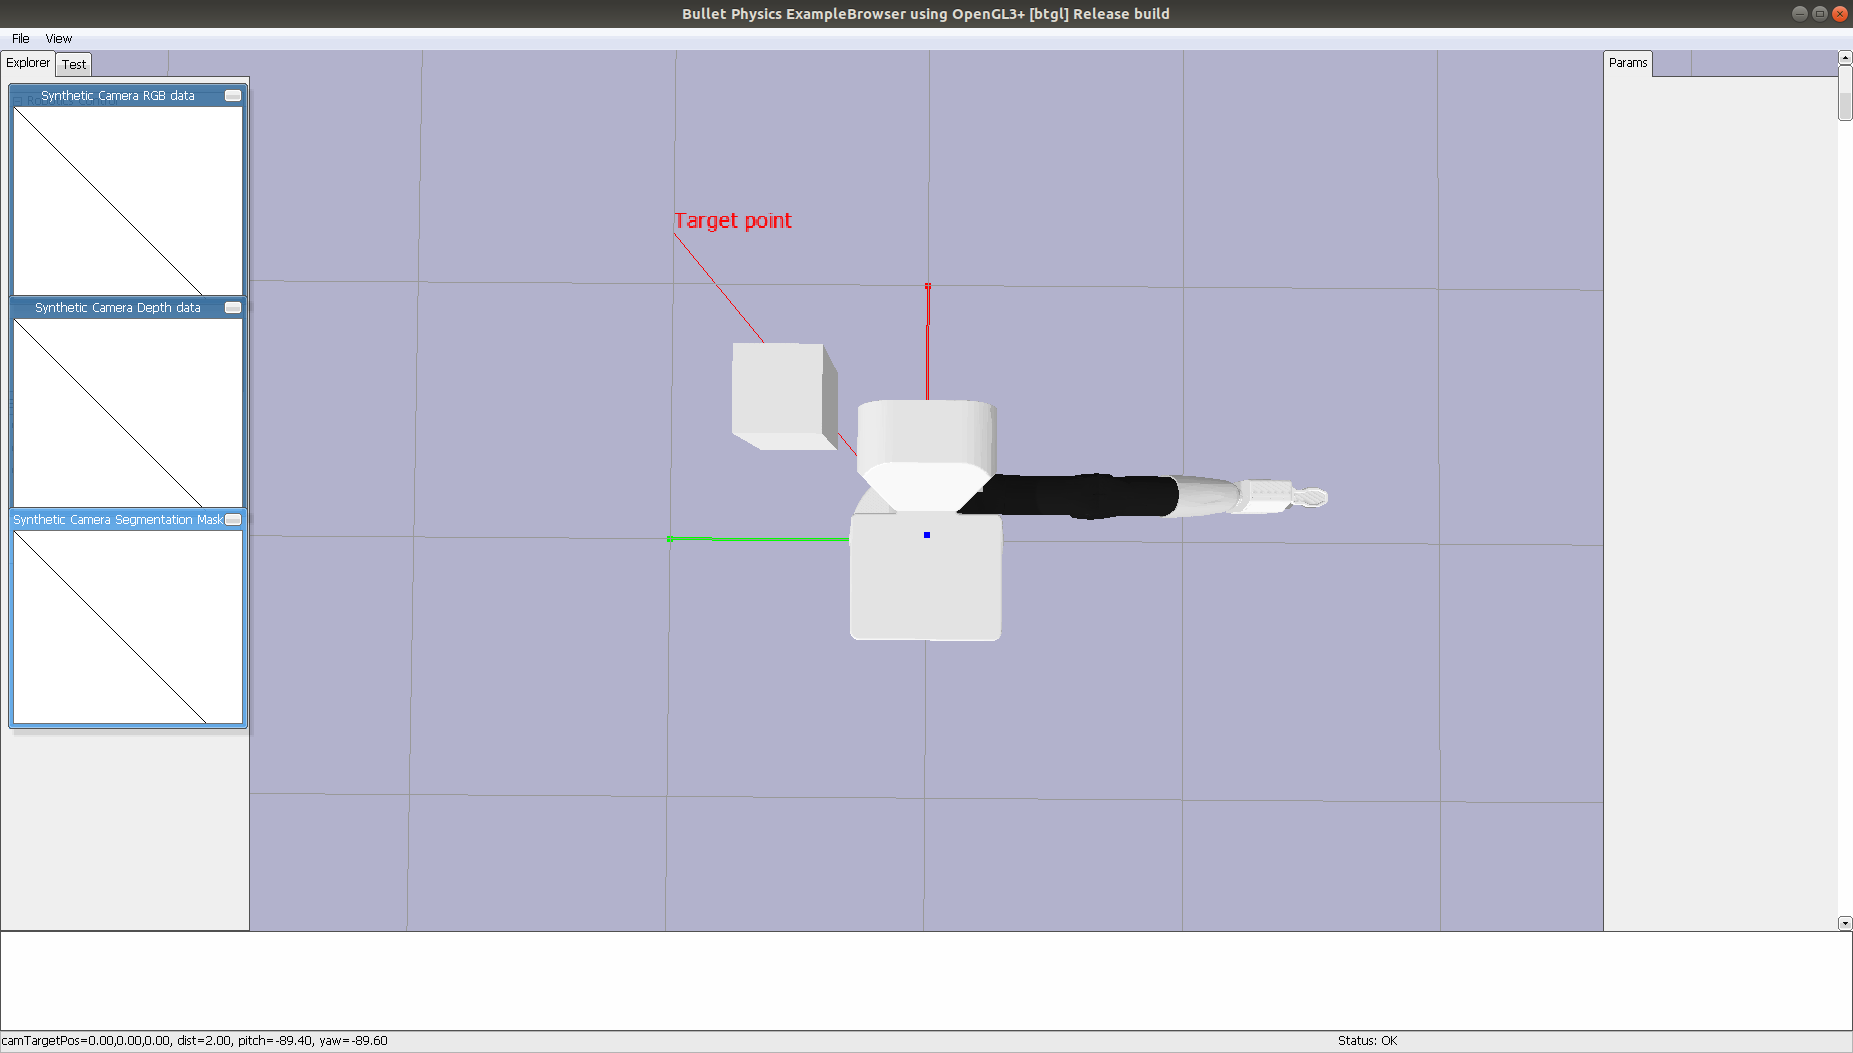 Bullet Physics ExampleBrowser using OpenGL3+ [btgl] Release build
File View
Explorer Test
Params
Synthetic Camera RGB data
Target point
Synthetic Camera Depth data
Synthetic Camera Segmentation Mask
camTargetPos=0.00,0.00,0.00, dist=2.00, pitch=-89.40, yaw=-89.60
Status: OK